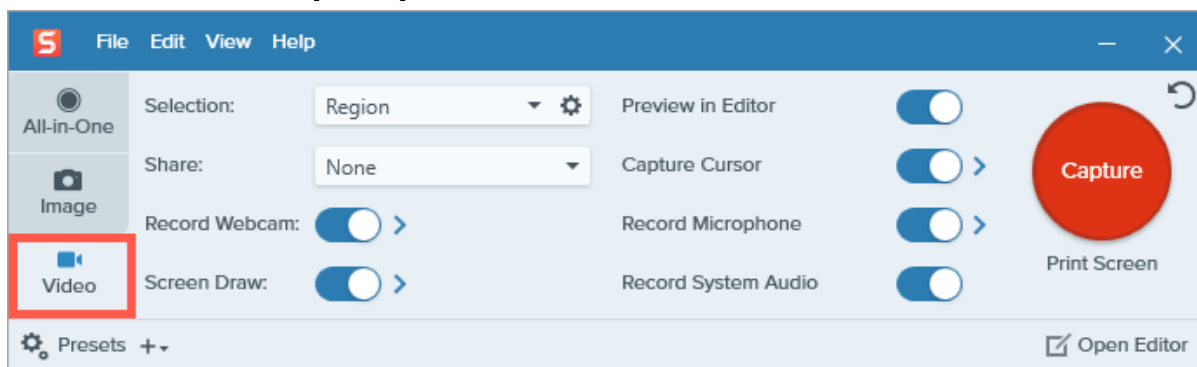 S File Edit View Help
All-in-One
Image
Video
Selection: Region
Share: None
Record Webcam:
Screen Draw:
Preview in Editor
Capture Cursor
Record Microphone
Record System Audio
Capture
Print Screen
Presets
Open Editor